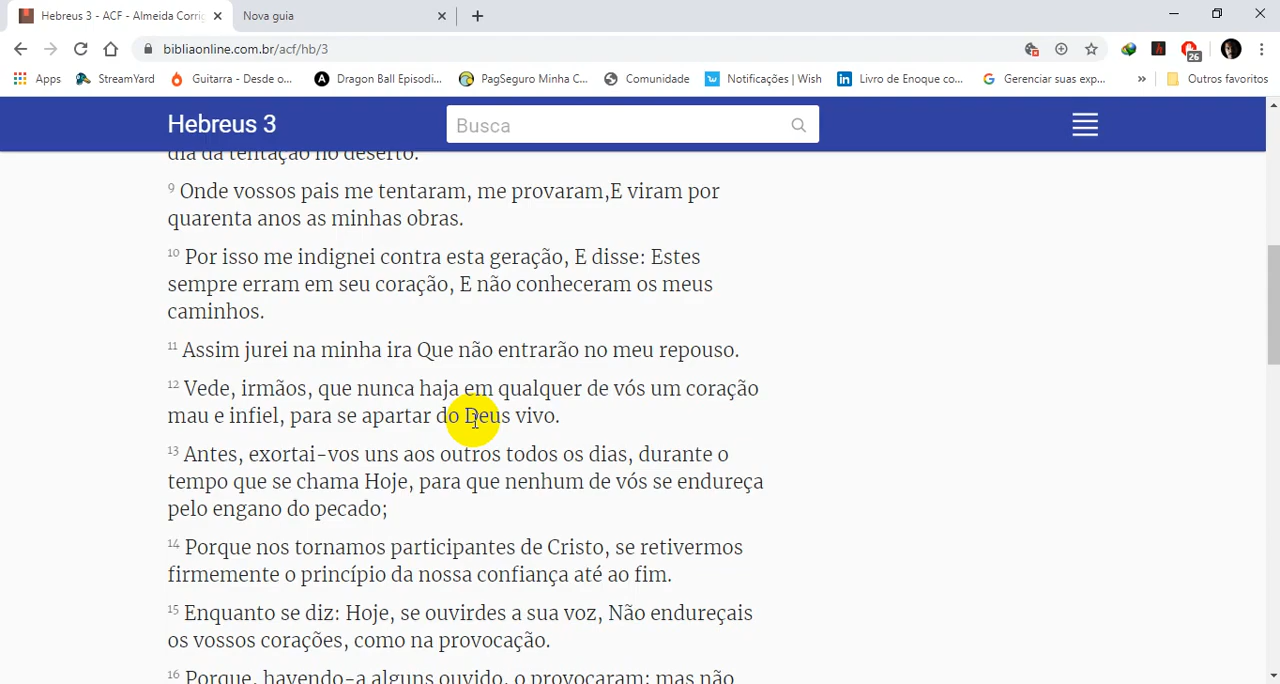 Hebreus 3 - ACF - Almeida Corrig
Nova guia
bibliaonline.com.br/acf/hb/3
26
Apps
StreamYard
Guitarra - Desde o...
Dragon Ball Episodi...
PagSeguro Minha C...
Comunidade
Notificações | Wish
Livro de Enoque co...
Gerenciar suas exp...
»
Outros favoritos
Hebreus 3
Busca
dia da tentação no deserto.
9 Onde vossos pais me tentaram, me provaram,E viram por
quarenta anos as minhas obras.
10 Por isso me indignei contra esta geração, E disse: Estes
sempre erram em seu coração, E não conheceram os meus
caminhos.
11 Assim jurei na minha ira Que não entrarão no meu repouso.
12 Vede, irmãos, que nunca haja em qualquer de vós um coração
mau e infiel, para se apartar do Deus vivo.
13 Antes, exortai-vos uns aos outros todos os dias, durante o
tempo que se chama Hoje, para que nenhum de vós se endureça
pelo engano do pecado;
14 Porque nos tornamos participantes de Cristo, se retivermos
firmemente o princípio da nossa confiança até ao fim.
15 Enquanto se diz: Hoje, se ouvirdes a sua voz, Não endureçais
os vossos corações, como na provocação.
16 Porque, havendo-a alguns ouvido, o provocaram; mas não